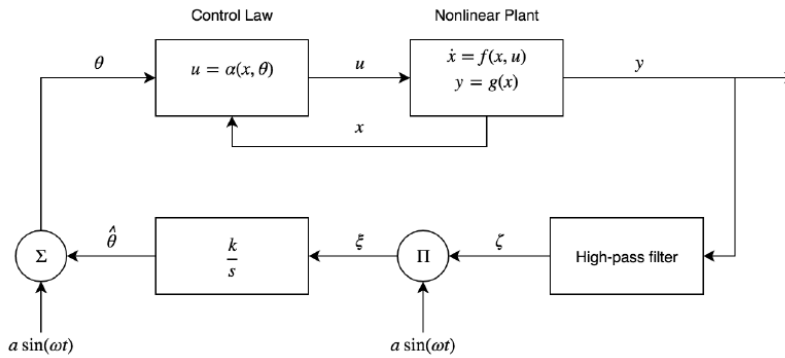 Control Law
Nonlinear Plant
θ
u = α(x, θ)
u
ẋ = f(x, u)
y = g(x)
y
x
Σ
θ̂
k
s
ξ
Π
ζ
High-pass filter
a sin(ωt)
a sin(ωt)